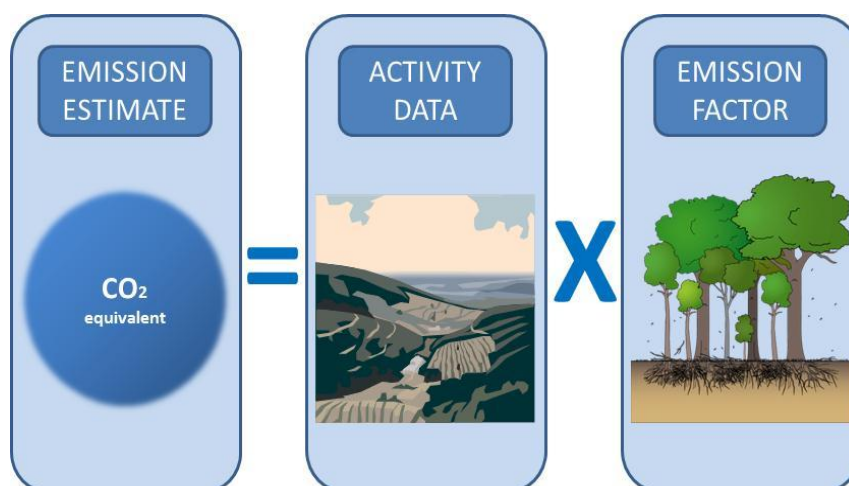 EMISSION
ESTIMATE
CO₂
equivalent
=
ACTIVITY
DATA
X
EMISSION
FACTOR